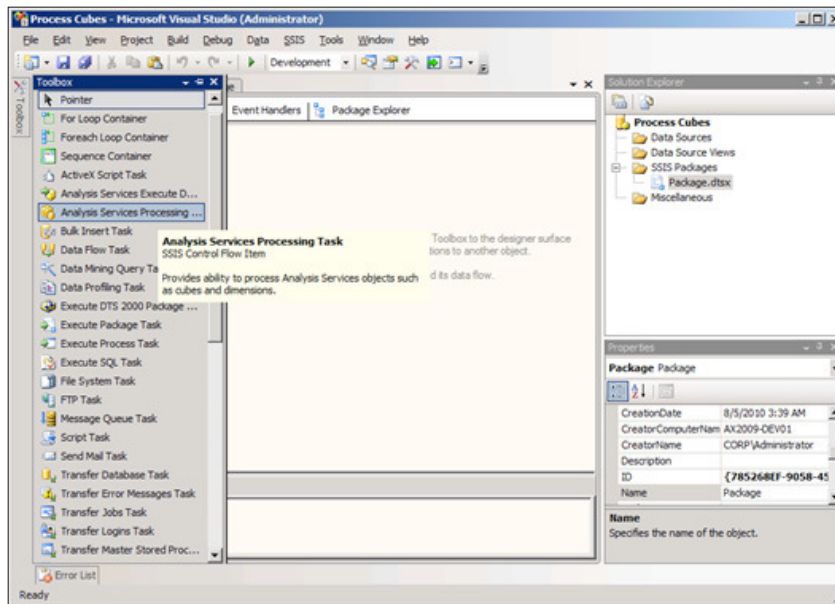 Process Cubes - Microsoft Visual Studio (Administrator)
File Edit View Project Build Debug Data SSIS Tools Window Help
Development
Toolbox
Toolbox
Pointer
For Loop Container
Foreach Loop Container
Sequence Container
ActiveX Script Task
Analysis Services Execute D...
Analysis Services Processing ...
Bulk Insert Task
Data Flow Task
Data Mining Query Ta
Data Profiling Task
Execute DTS 2000 Package ...
Execute Package Task
Execute Process Task
Execute SQL Task
File System Task
FTP Task
Message Queue Task
Script Task
Send Mail Task
Transfer Database Task
Transfer Error Messages Task
Transfer Jobs Task
Transfer Logins Task
Transfer Master Stored Proc...
Event Handlers Package Explorer
Analysis Services Processing Task
SSIS Control Flow Item
Provides ability to process Analysis Services objects such
as cubes and dimensions.
Toolbox to the designer surface
tions to another object.
d its data flow.
Error List
Ready
Solution Explorer
Process Cubes
Data Sources
Data Source Views
SSIS Packages
Package.dtsx
Miscellaneous
Properties
Package Package
CreationDate 8/5/2010 3:39 AM
CreatorComputerNam AX2009-DEV01
CreatorName CORP\Administrator
Description
ID {785268EF-9058-45
Name Package
Name
Specifies the name of the object.